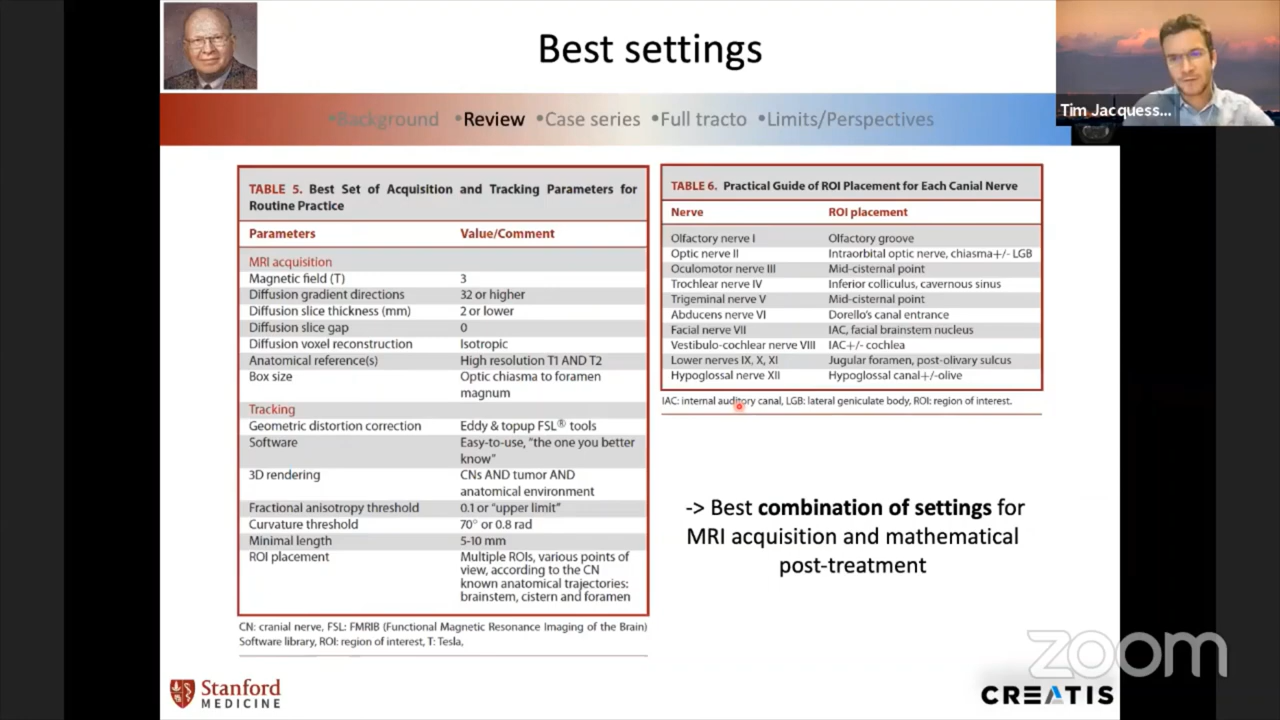 Best settings
Tim Jacquess...
•Background •Review •Case series •Full tracto •Limits/Perspectives
TABLE 5. Best Set of Acquisition and Tracking Parameters for
Routine Practice
Parameters Value/Comment
MRI acquisition
Magnetic field (T) 3
Diffusion gradient directions 32 or higher
Diffusion slice thickness (mm) 2 or lower
Diffusion slice gap 0
Diffusion voxel reconstruction Isotropic
Anatomical reference(s) High resolution T1 AND T2
Box size Optic chiasma to foramen
magnum
Tracking
Geometric distortion correction Eddy & topup FSL® tools
Software Easy-to-use, "the one you better
know"
3D rendering CNs AND tumor AND
anatomical environment
Fractional anisotropy threshold 0.1 or "upper limit"
Curvature threshold 70° or 0.8 rad
Minimal length 5-10 mm
ROI placement Multiple ROIs, various points of
view, according to the CN
known anatomical trajectories:
brainstem, cistern and foramen
CN: cranial nerve, FSL: FMRIB (Functional Magnetic Resonance Imaging of the Brain)
Software library, ROI: region of interest, T: Tesla,
TABLE 6. Practical Guide of ROI Placement for Each Canial Nerve
Nerve ROI placement
Olfactory nerve I Olfactory groove
Optic nerve II Intraorbital optic nerve, chiasma+/- LGB
Oculomotor nerve III Mid-cisternal point
Trochlear nerve IV Inferior colliculus, cavernous sinus
Trigeminal nerve V Mid-cisternal point
Abducens nerve VI Dorello's canal entrance
Facial nerve VII IAC, facial brainstem nucleus
Vestibulo-cochlear nerve VIII IAC+/- cochlea
Lower nerves IX, X, XI Jugular foramen, post-olivary sulcus
Hypoglossal nerve XII Hypoglossal canal+/-olive
IAC: internal auditory canal, LGB: lateral geniculate body, ROI: region of interest.
-> Best combination of settings for
MRI acquisition and mathematical
post-treatment
zoom
Stanford
MEDICINE
CREATIS